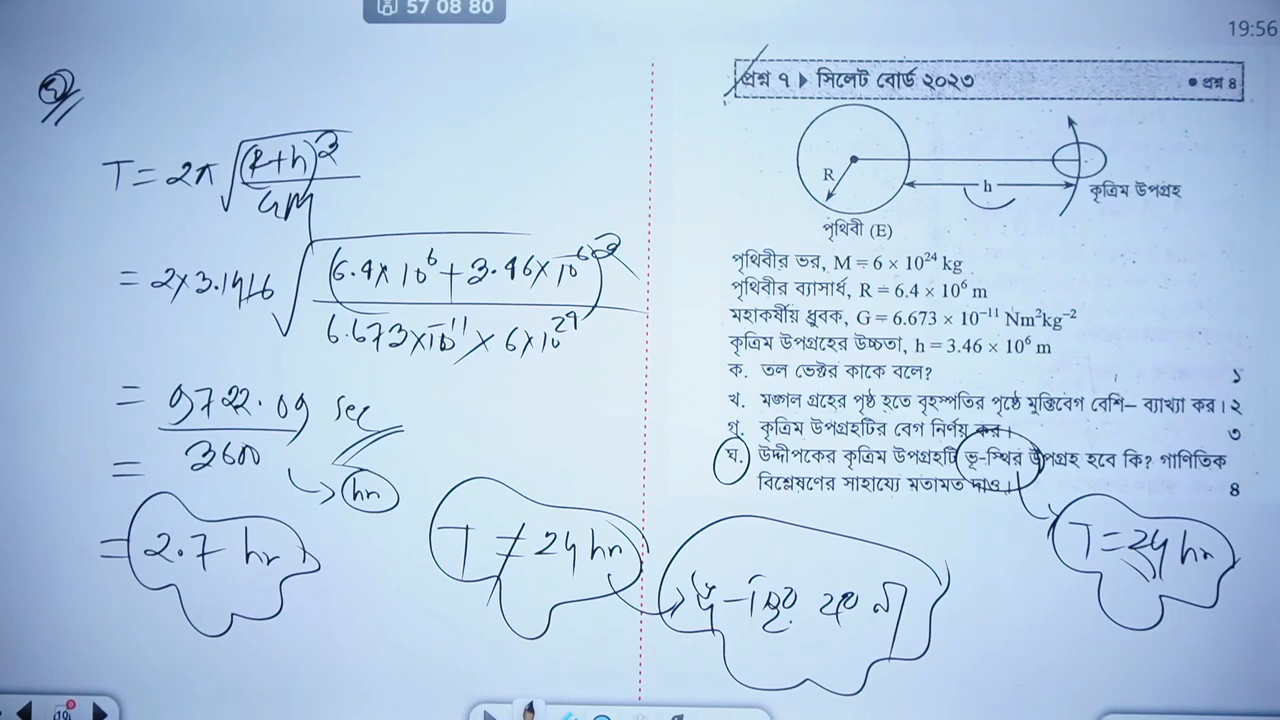 57 08 80
19:56
ঘ
T = 2π √(R+h)³ / GM
= 2×3.1416 √(6.4×10⁶ + 3.46×10⁶)³ / 6.673×10⁻¹¹ × 6×10²⁴
= 9722.09 sec
3600
hr
= 2.7 hr
T ≠ 24 hr
ভূ-স্থির হবে না
T = 24 hr
প্রশ্ন ৭ ▶ সিলেট বোর্ড ২০২৩ ● প্রশ্ন ৪
R
h
কৃত্রিম উপগ্রহ
পৃথিবী (E)
পৃথিবীর ভর, M = 6 × 10²⁴ kg
পৃথিবীর ব্যাসার্ধ, R = 6.4 × 10⁶ m
মহাকর্ষীয় ধ্রুবক, G = 6.673 × 10⁻¹¹ Nm²kg⁻²
কৃত্রিম উপগ্রহের উচ্চতা, h = 3.46 × 10⁶ m
ক. তল ভেক্টর কাকে বলে? ১
খ. মঙ্গল গ্রহের পৃষ্ঠ হতে বৃহস্পতির পৃষ্ঠে মুক্তিবেগ বেশি– ব্যাখ্যা কর। ২
গ. কৃত্রিম উপগ্রহটির বেগ নির্ণয় কর। ৩
ঘ. উদ্দীপকের কৃত্রিম উপগ্রহটি ভূ-স্থির উপগ্রহ হবে কি? গাণিতিক
বিশ্লেষণের সাহায্যে মতামত দাও। ৪